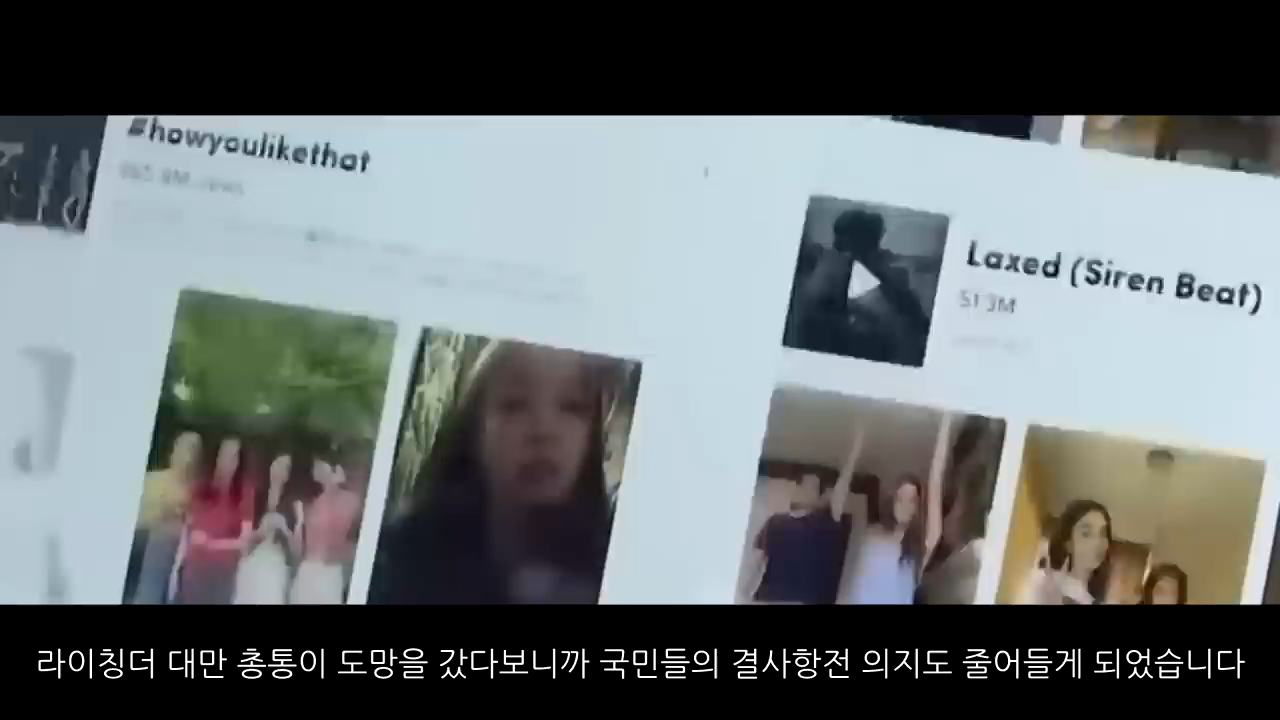 #howyoulikethat
Laxed (Siren Beat)
51.3M
라이칭더 대만 총통이 도망을 갔다보니까 국민들의 결사항전 의지도 줄어들게 되었습니다